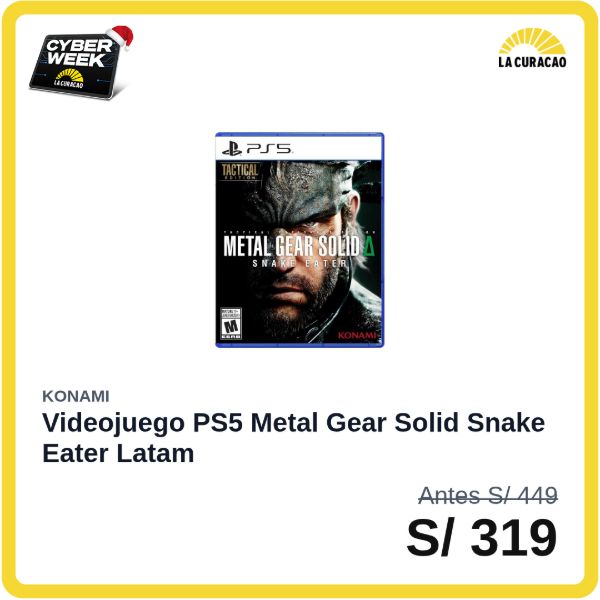 CYBER
WEEK
LA CURACAO
LA CURACAO
PS5
TACTICAL
EDITION
METAL GEAR SOLID Δ
SNAKE EATER
M
KONAMI
KONAMI
Videojuego PS5 Metal Gear Solid Snake
Eater Latam
Antes S/ 449
S/ 319